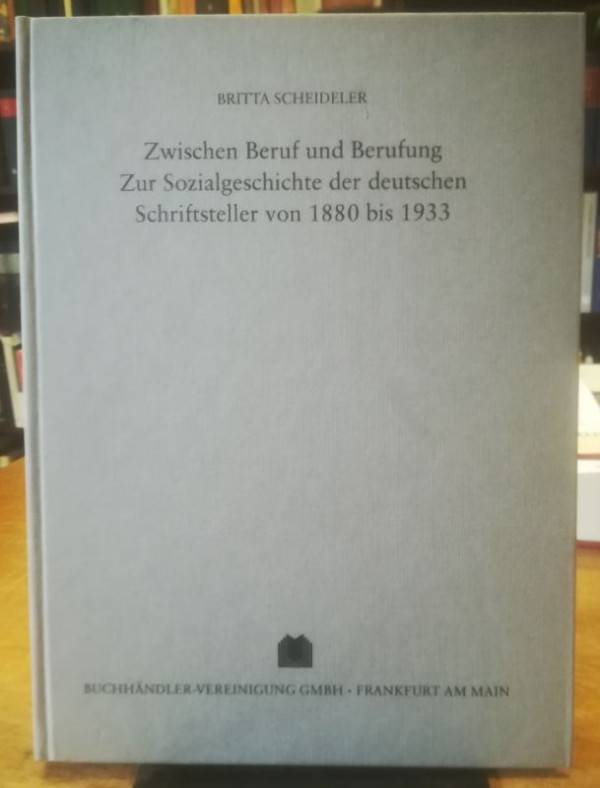 BRITTA SCHEIDELER
Zwischen Beruf und Berufung
Zur Sozialgeschichte der deutschen
Schriftsteller von 1880 bis 1933
BUCHHÄNDLER-VEREINIGUNG GMBH · FRANKFURT AM MAIN